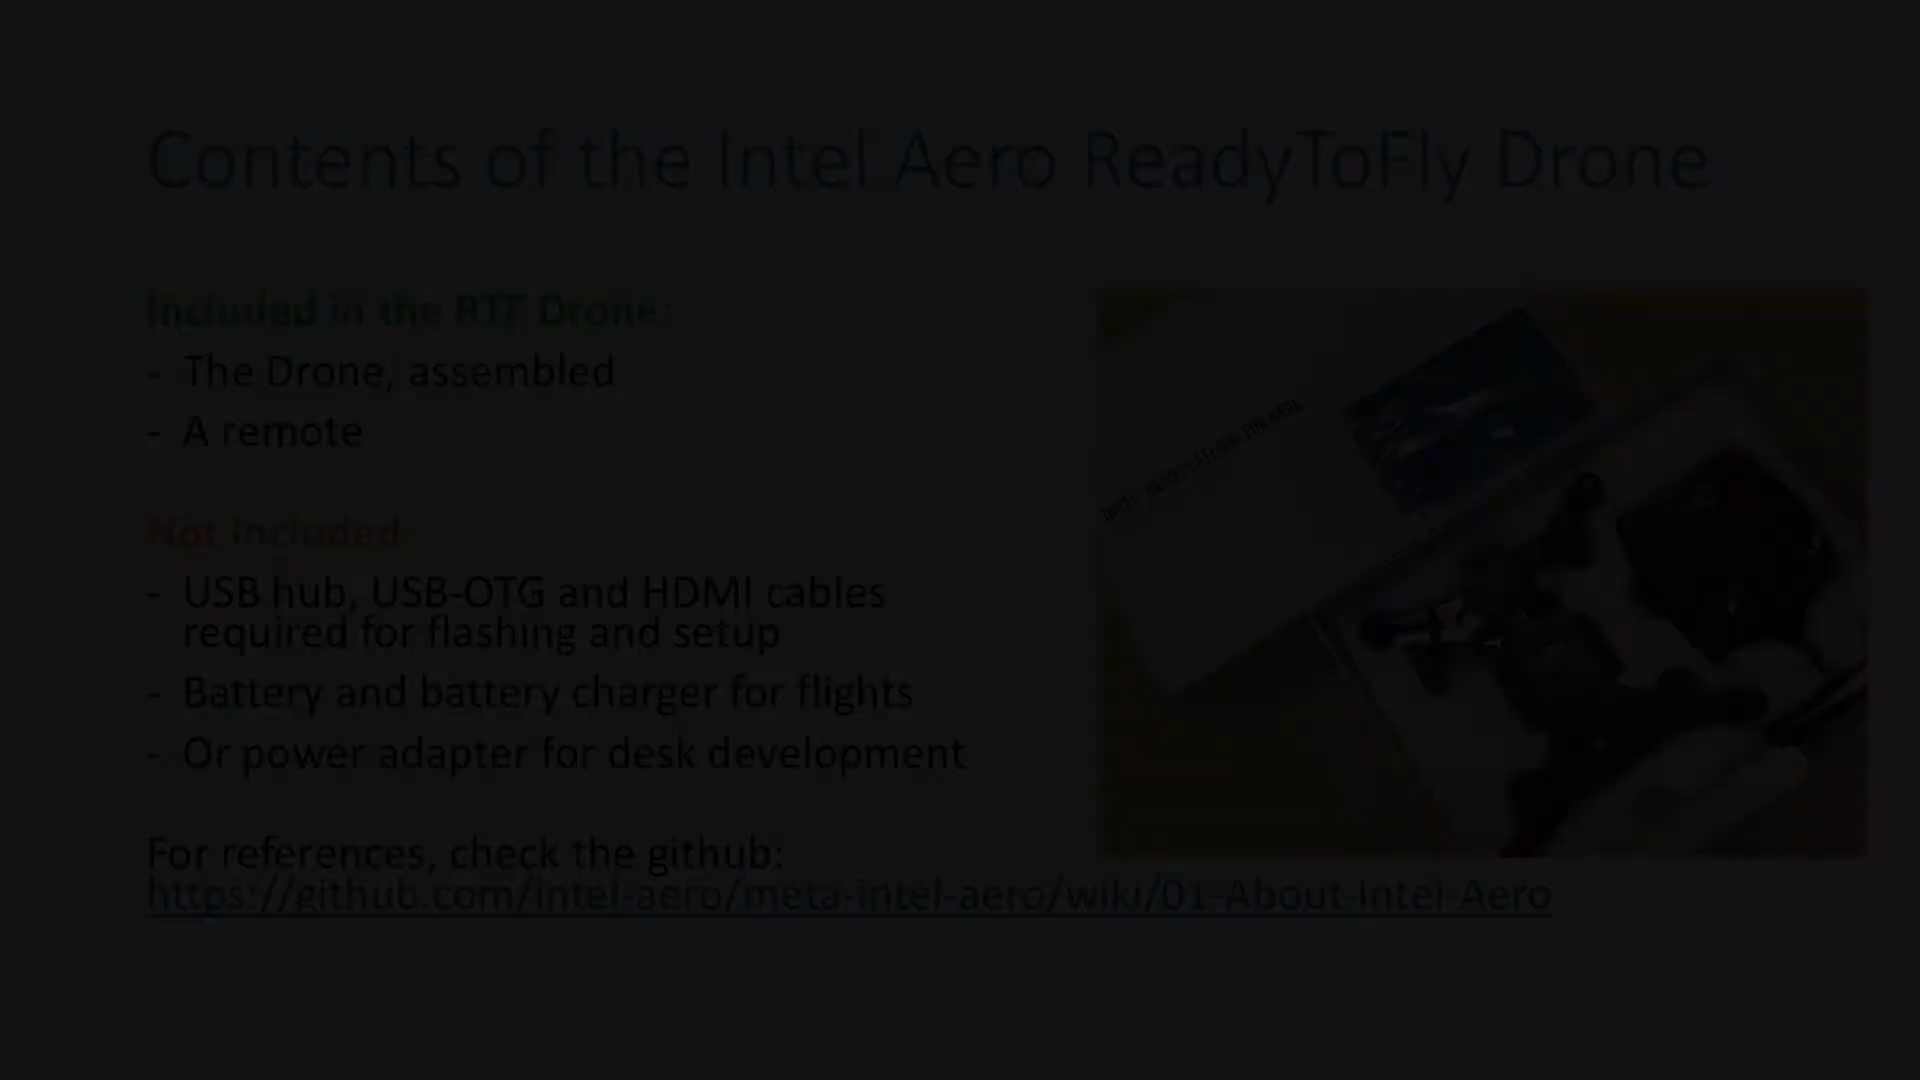 Contents of the Intel Aero ReadyToFly Drone
Included in the RTF Drone:
- The Drone, assembled
- A remote
Not Included:
- USB hub, USB-OTG and HDMI cables
required for flashing and setup
- Battery and battery charger for flights
- Or power adapter for desk development
For references, check the github:
https://github.com/intel-aero/meta-intel-aero/wiki/01-About-Intel-Aero